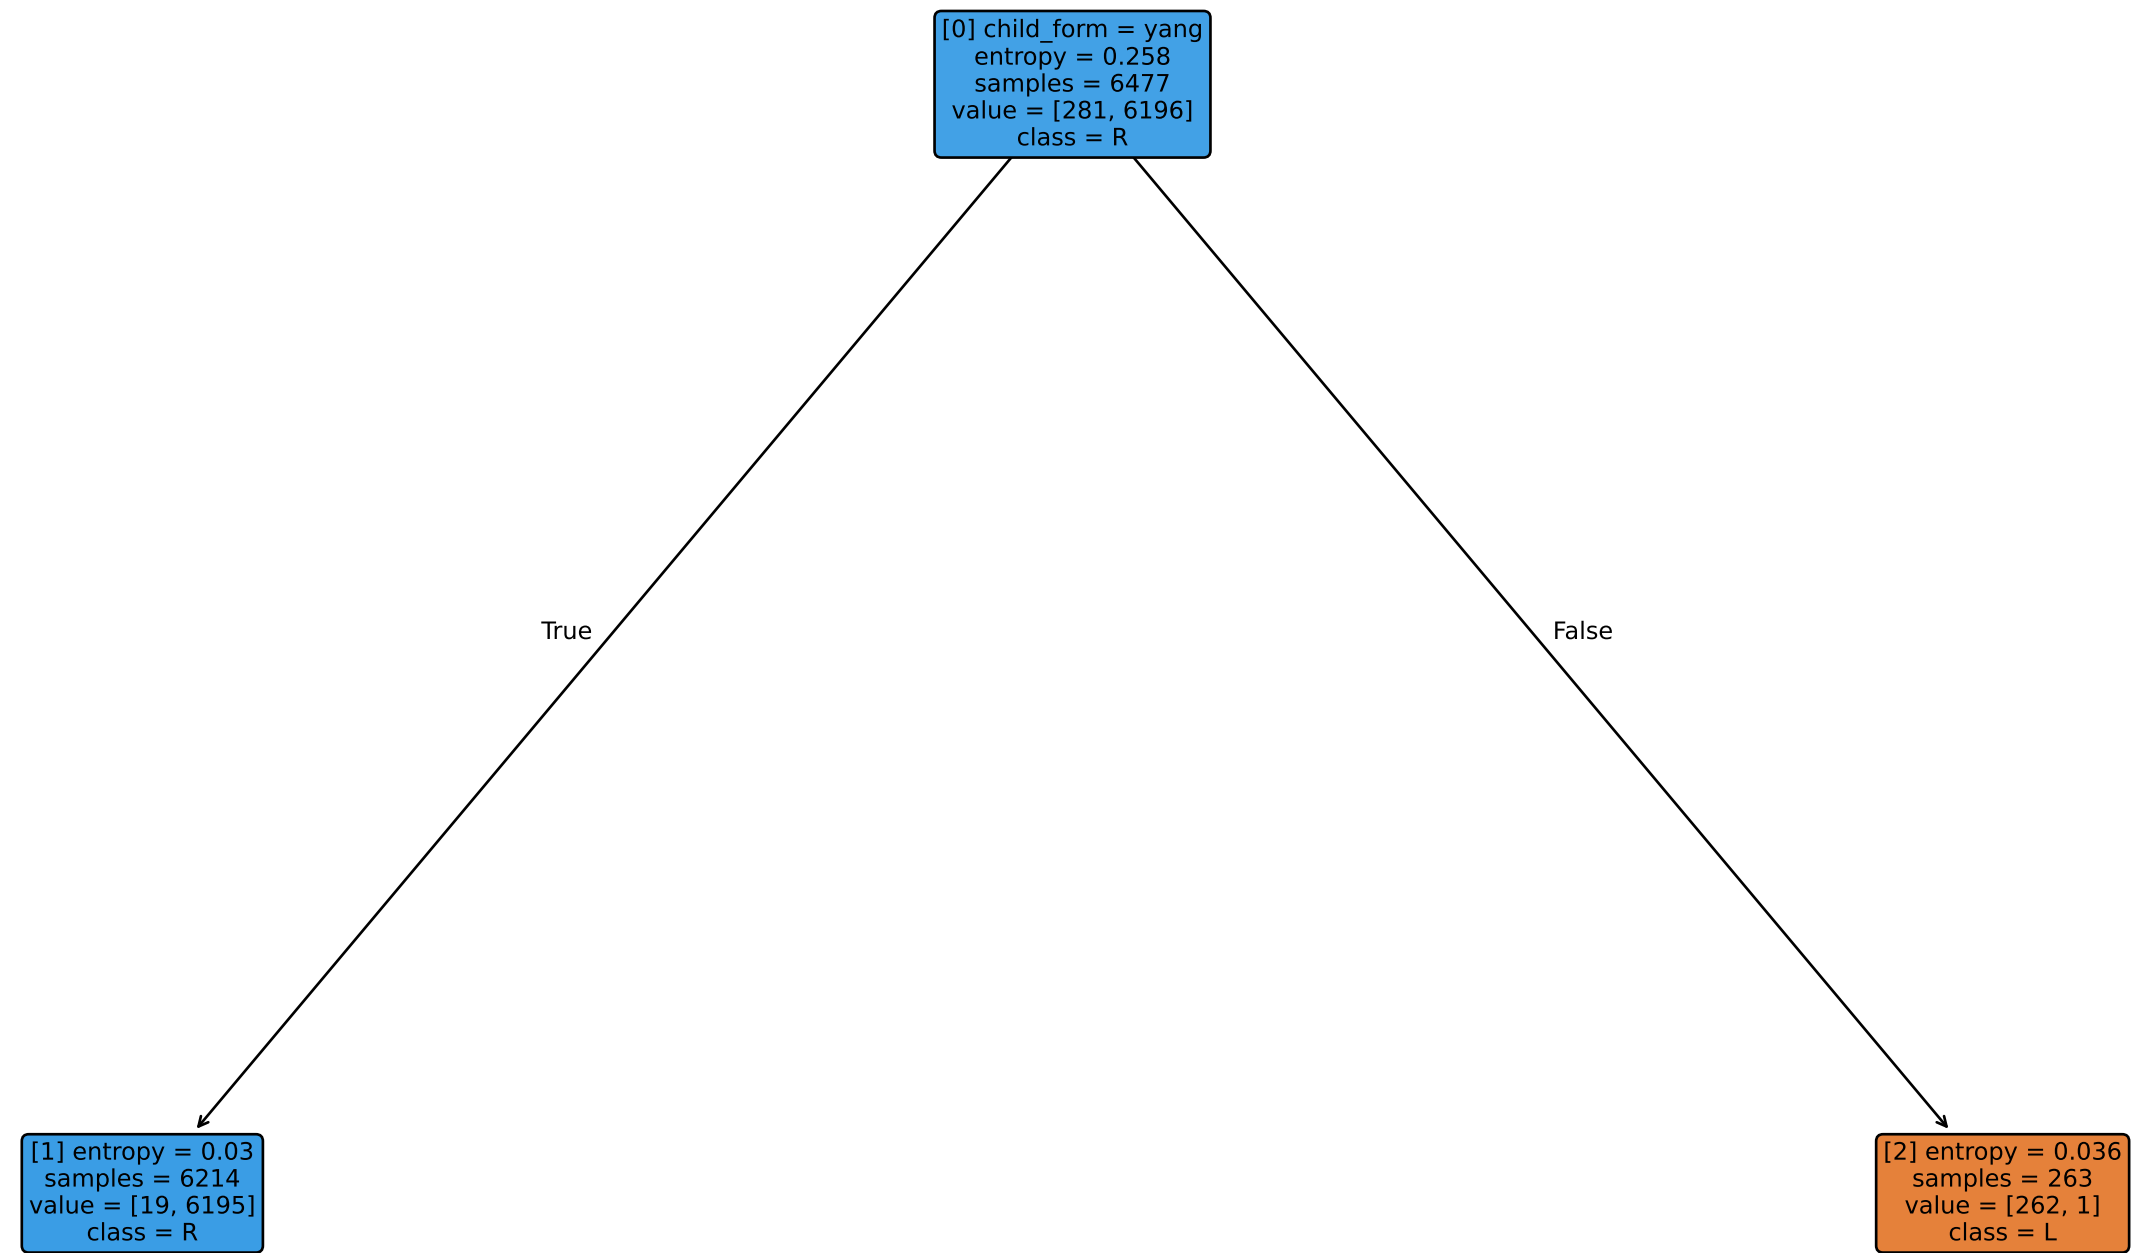 [0] child_form = yang
entropy = 0.258
samples = 6477
value = [281, 6196]
class = R
True
False
[1] entropy = 0.03
samples = 6214
value = [19, 6195]
class = R
[2] entropy = 0.036
samples = 263
value = [262, 1]
class = L